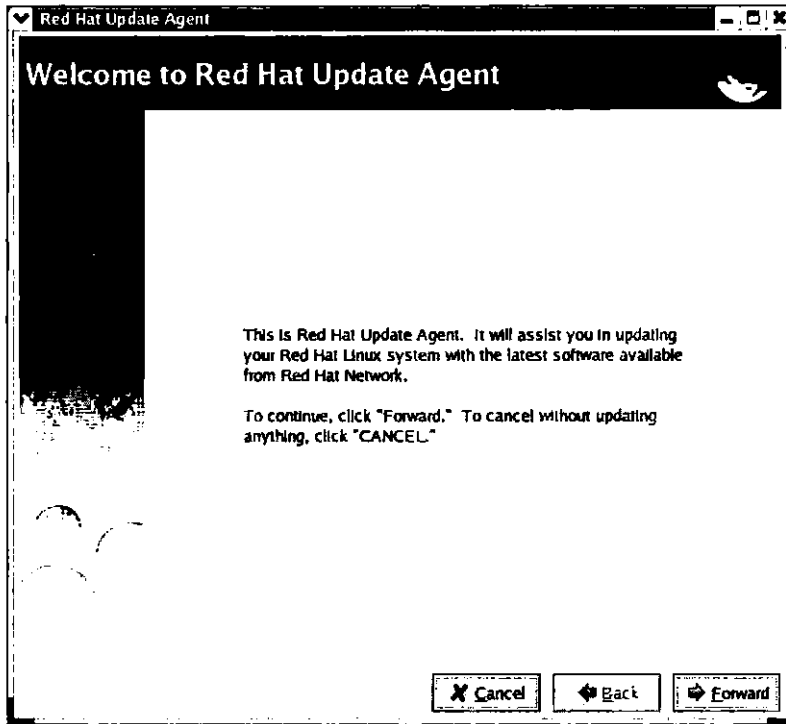 Red Hat Update Agent
Welcome to Red Hat Update Agent
This is Red Hat Update Agent. It will assist you in updating
your Red Hat Linux system with the latest software available
from Red Hat Network.
To continue, click "Forward." To cancel without updating
anything, click "CANCEL."
Cancel
Back
Forward